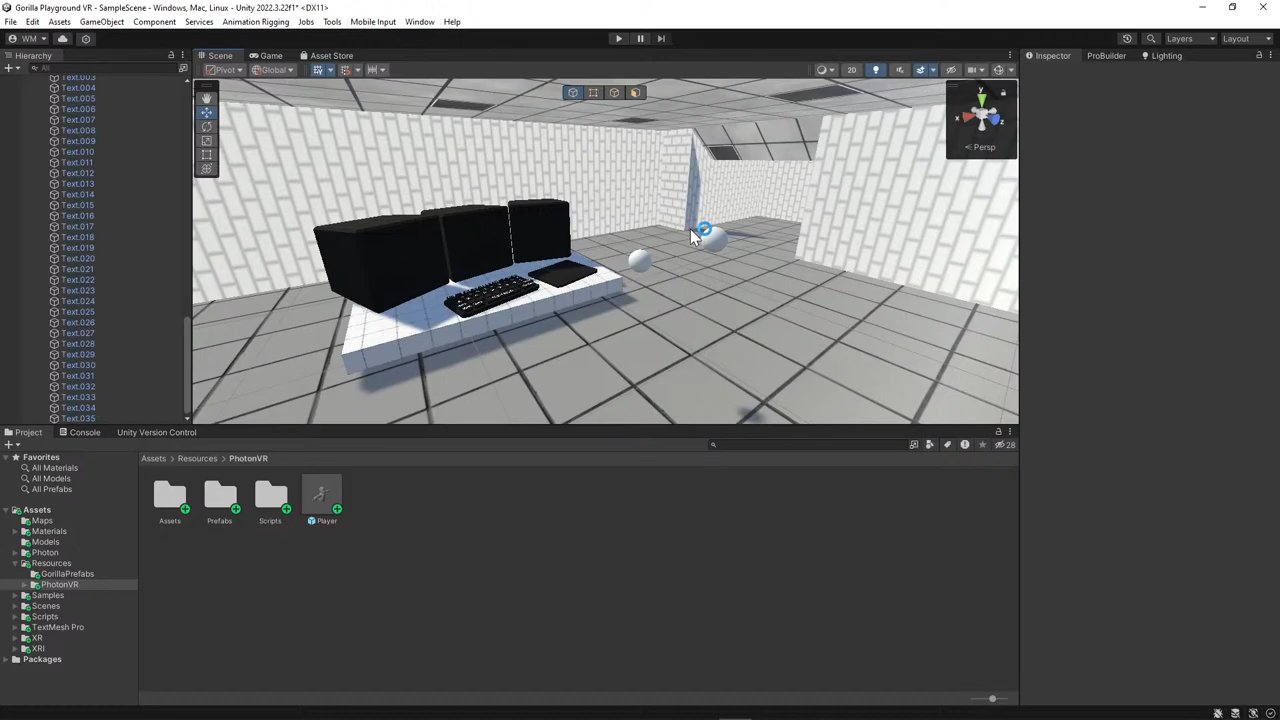 Gorilla Playground VR - SampleScene - Windows, Mac, Linux - Unity 2022.3.22f1* <DX11>
File Edit Assets GameObject Component Services Animation Rigging Jobs Tools Mobile Input Window Help
WM Layers Layout
Hierarchy Scene Game Asset Store Inspector ProBuilder Lighting
All Pivot Global 2D
Text.003
Text.004
Text.005
Text.006
Text.007
Text.008
Text.009
Text.010
Text.011
Text.012
Text.013
Text.014
Text.015
Text.016
Text.017
Text.018
Text.019
Text.020
Text.021
Text.022
Text.023
Text.024
Text.025
Text.026
Text.027
Text.028
Text.029
Text.030
Text.031
Text.032
Text.033
Text.034
Text.035
y
x z
Persp
Project Console Unity Version Control
28
Favorites
All Materials
All Models
All Prefabs
Assets
Maps
Materials
Models
Photon
Resources
GorillaPrefabs
PhotonVR
Samples
Scenes
Scripts
TextMesh Pro
XR
XRI
Packages
Assets > Resources > PhotonVR
Assets Prefabs Scripts Player